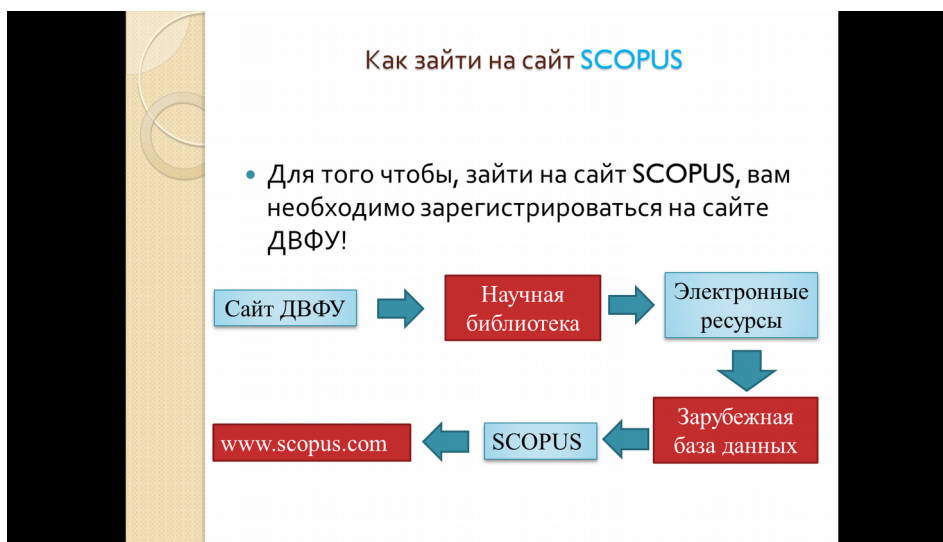 Как зайти на сайт SCOPUS
Для того чтобы, зайти на сайт SCOPUS, вам
необходимо зарегистрироваться на сайте
ДВФУ!
Сайт ДВФУ
Научная
библиотека
Электронные
ресурсы
Зарубежная
база данных
SCOPUS
www.scopus.com